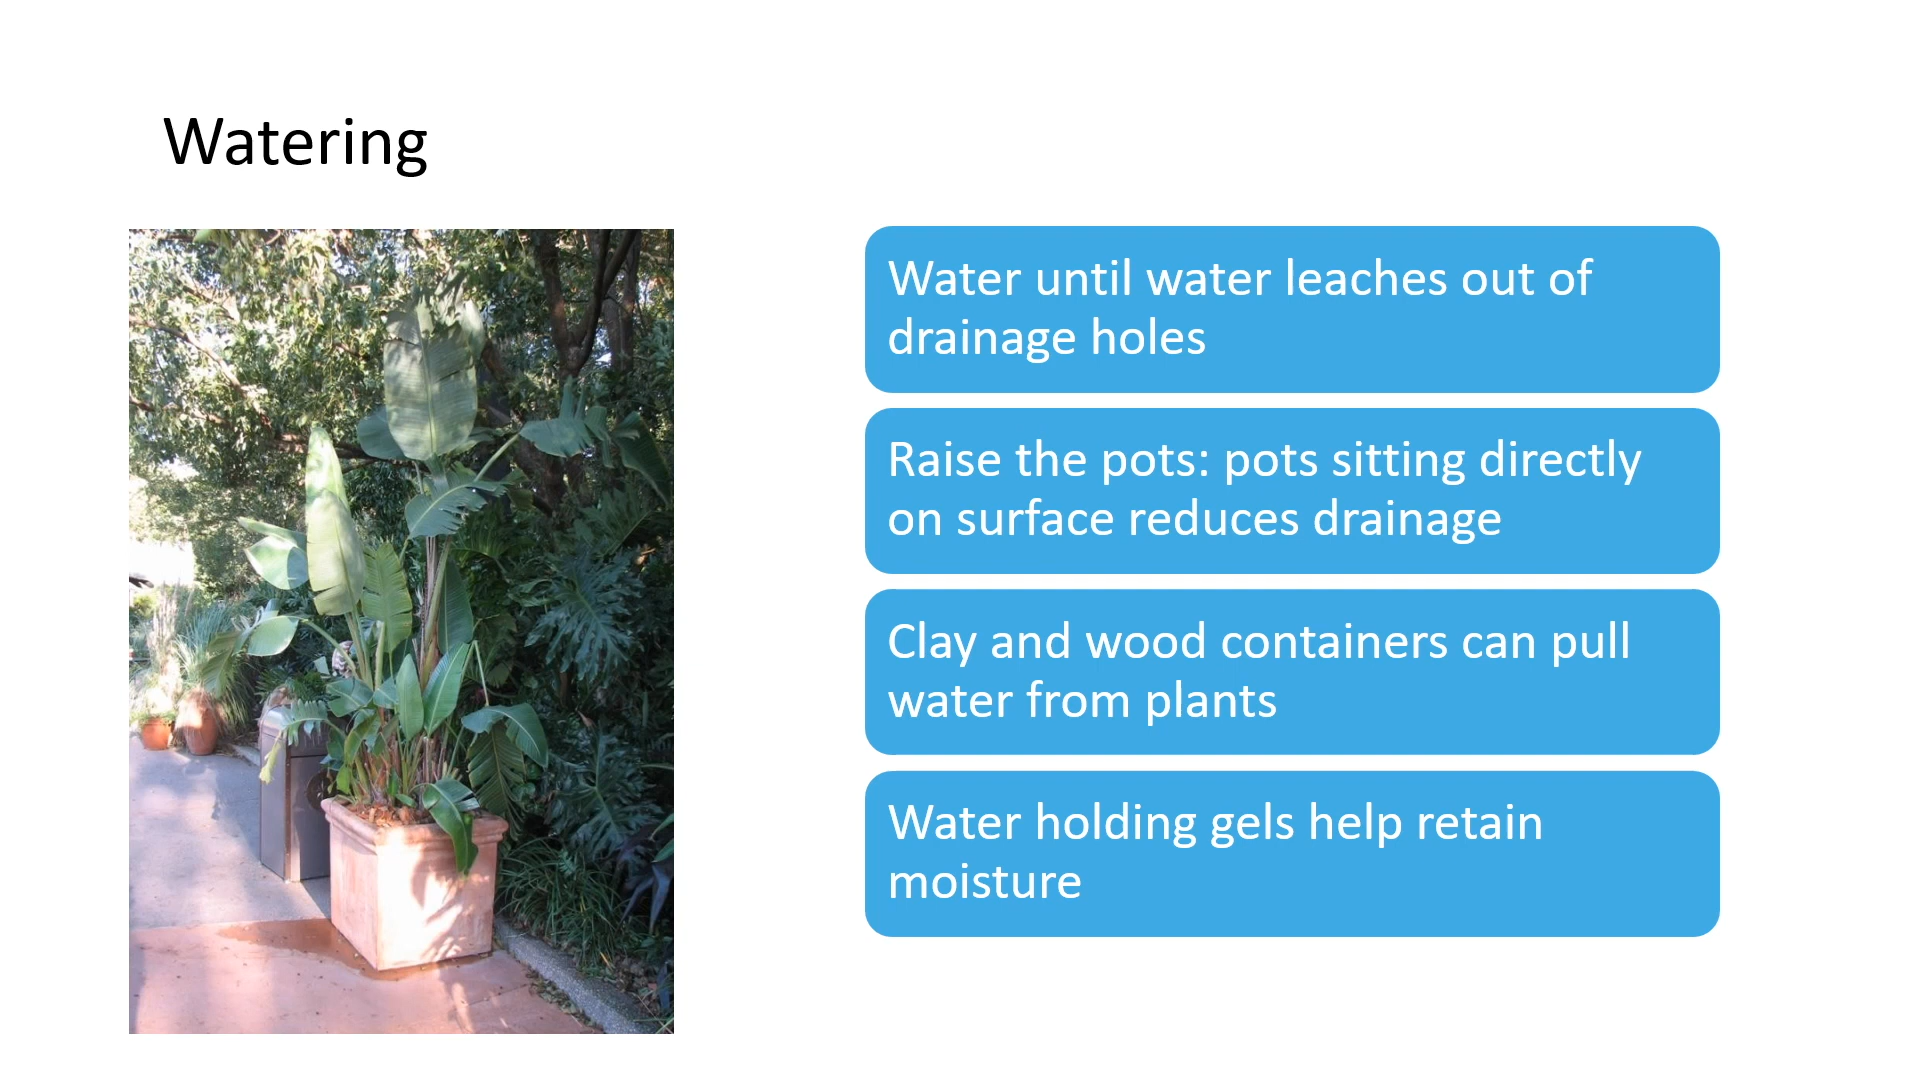 Watering
Water until water leaches out of
drainage holes
Raise the pots: pots sitting directly
on surface reduces drainage
Clay and wood containers can pull
water from plants
Water holding gels help retain
moisture